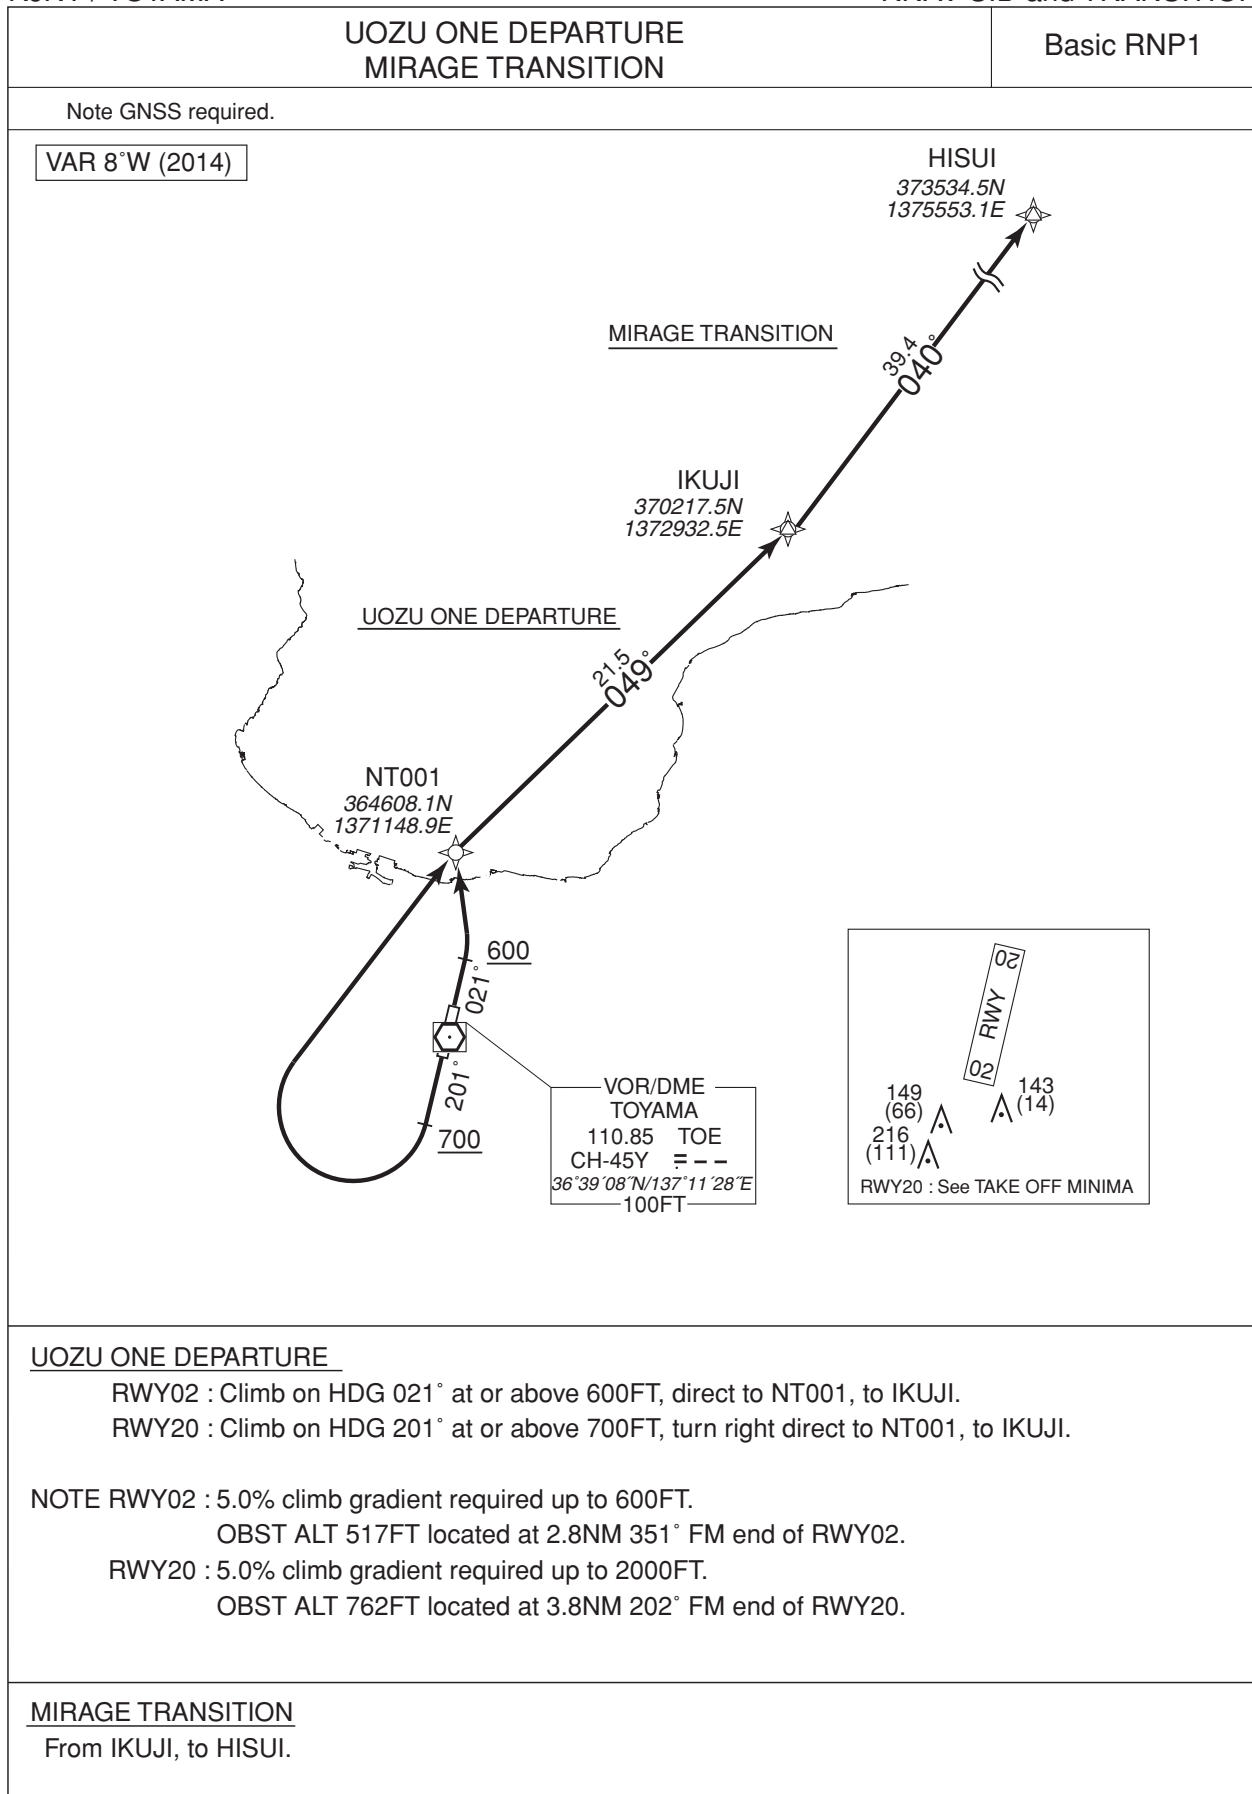 UOZU ONE DEPARTURE
MIRAGE TRANSITION
Basic RNP1
Note GNSS required.
VAR 8˚W (2014)
HISUI
373534.5N
1375553.1E
MIRAGE TRANSITION
39.4
040˚
IKUJI
370217.5N
1372932.5E
UOZU ONE DEPARTURE
21.5
049˚
NT001
364608.1N
1371148.9E
600
021˚
201˚
700
VOR/DME
TOYAMA
110.85 TOE
CH-45Y
36˚39´08˝N/137˚11´28˝E
100FT
20
RWY
02
149
(66)
143
(14)
216
(111)
RWY20 : See TAKE OFF MINIMA
UOZU ONE DEPARTURE
RWY02 : Climb on HDG 021˚ at or above 600FT, direct to NT001, to IKUJI.
RWY20 : Climb on HDG 201˚ at or above 700FT, turn right direct to NT001, to IKUJI.
NOTE RWY02 : 5.0% climb gradient required up to 600FT.
OBST ALT 517FT located at 2.8NM 351˚ FM end of RWY02.
RWY20 : 5.0% climb gradient required up to 2000FT.
OBST ALT 762FT located at 3.8NM 202˚ FM end of RWY20.
MIRAGE TRANSITION
From IKUJI, to HISUI.